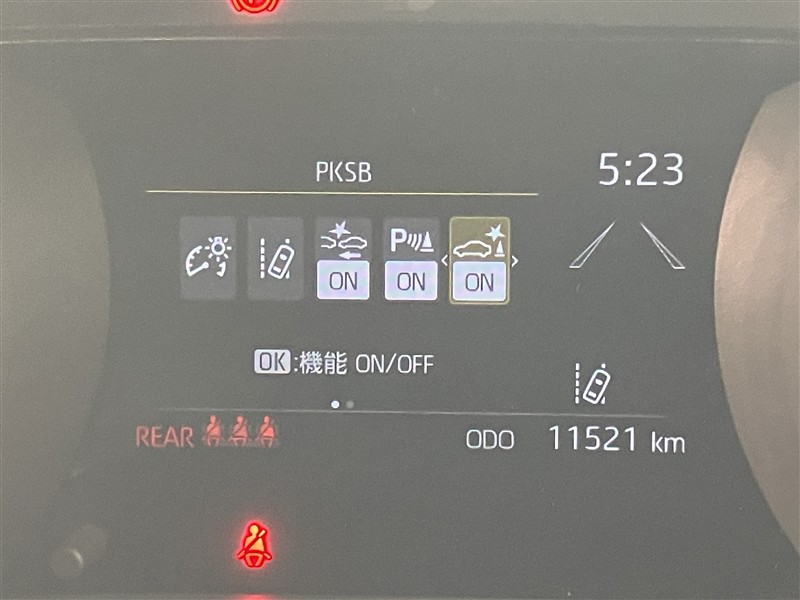 PKSB
5:23
P
ON ON ON
OK:機能 ON/OFF
REAR
ODO 11521 km